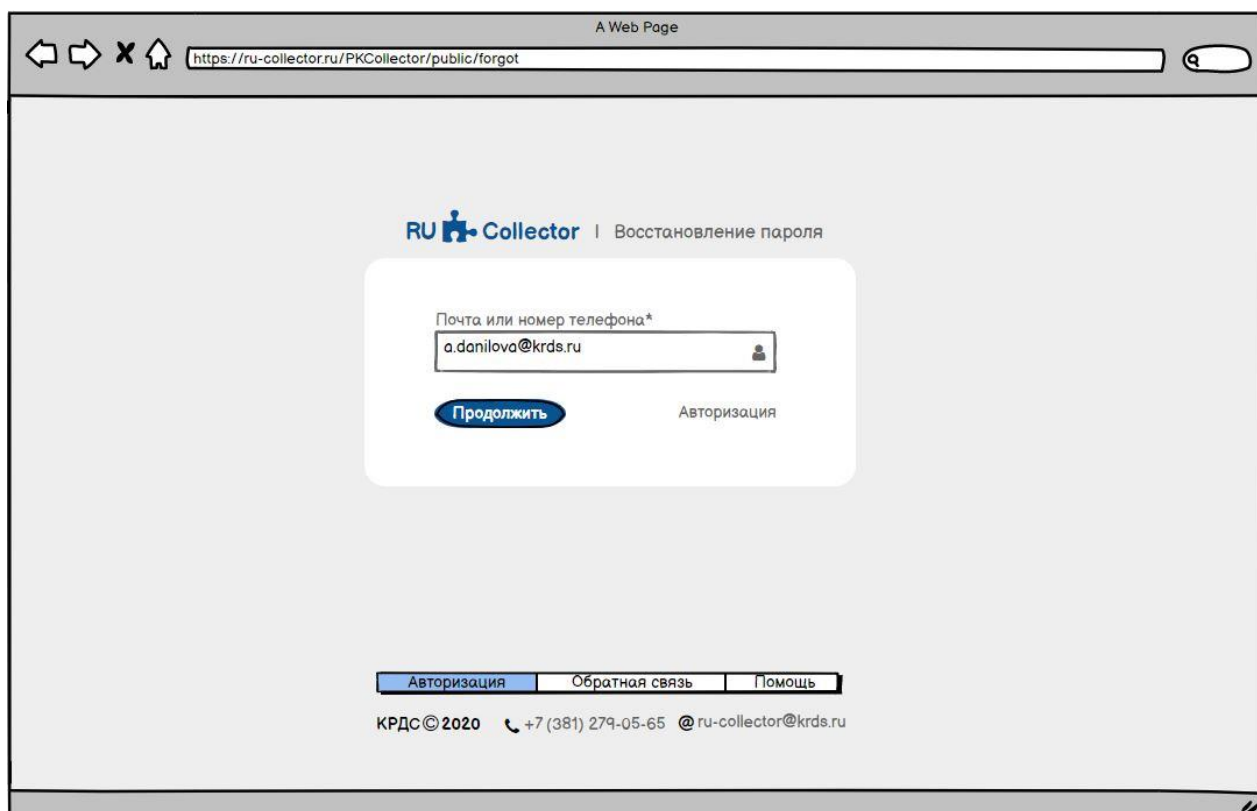 A Web Page
https://ru-collector.ru/PKCollector/public/forgot
RU Collector | Восстановление пароля
Почта или номер телефона*
a.danilova@krds.ru
Продолжить Авторизация
Авторизация Обратная связь Помощь
КРДС © 2020 +7 (381) 279-05-65 @ ru-collector@krds.ru